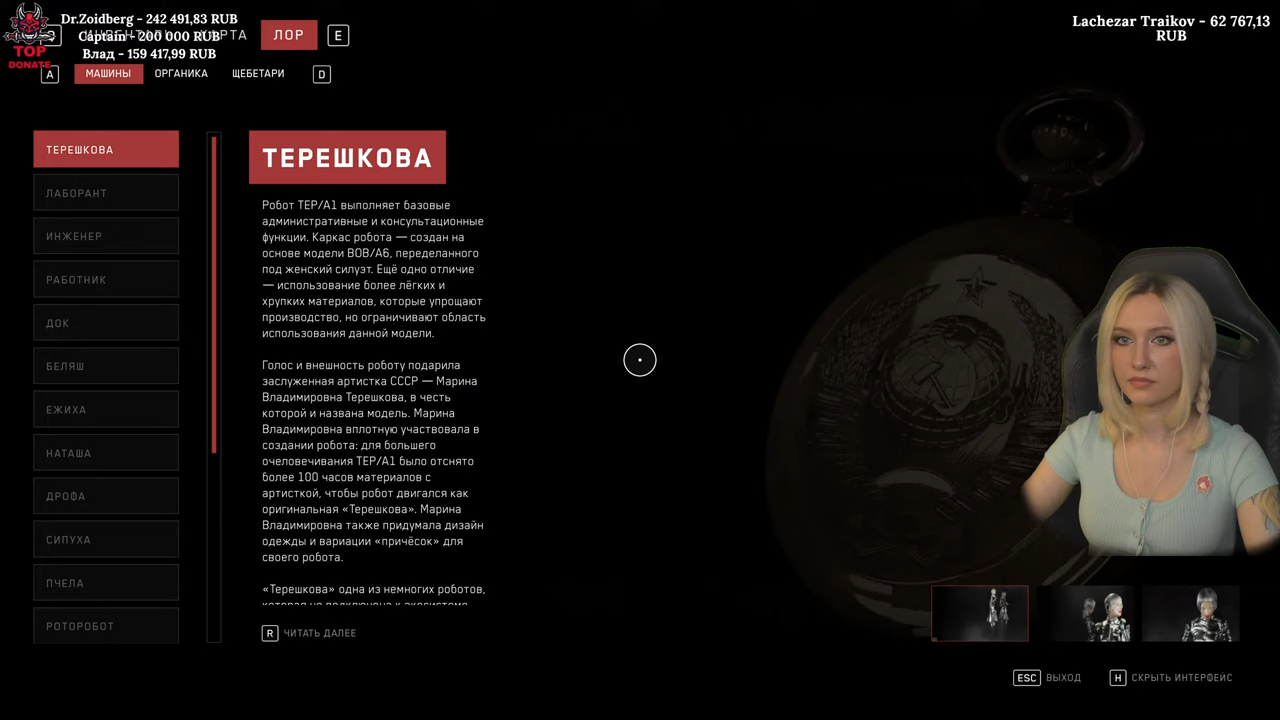 Dr.Zoidberg - 242 491,83 RUB
Captain - 200 000 RUB
Влад - 159 417,99 RUB
TOP
DONATE
Lachezar Traikov - 62 767,13
RUB
ЛОР
E
A
МАШИНЫ
ОРГАНИКА
ЩЕБЕТАРИ
D
ТЕРЕШКОВА
ЛАБОРАНТ
ИНЖЕНЕР
РАБОТНИК
ДОК
БЕЛЯШ
ЕЖИХА
НАТАША
ДРОФА
СИПУХА
ПЧЕЛА
РОТОРОБОТ
ТЕРЕШКОВА
Робот ТЕР/А1 выполняет базовые
административные и консультационные
функции. Каркас робота — создан на
основе модели ВОВ/А6, переделанного
под женский силуэт. Ещё одно отличие
— использование более лёгких и
хрупких материалов, которые упрощают
производство, но ограничивают область
использования данной модели.
Голос и внешность роботу подарила
заслуженная артистка СССР — Марина
Владимировна Терешкова, в честь
которой и названа модель. Марина
Владимировна вплотную участвовала в
создании робота: для большего
очеловечивания ТЕР/А1 было отснято
более 100 часов материалов с
артисткой, чтобы робот двигался как
оригинальная «Терешкова». Марина
Владимировна также придумала дизайн
одежды и вариации «причёсок» для
своего робота.
«Терешкова» одна из немногих роботов,
R ЧИТАТЬ ДАЛЕЕ
ESC ВЫХОД
H СКРЫТЬ ИНТЕРФЕЙС